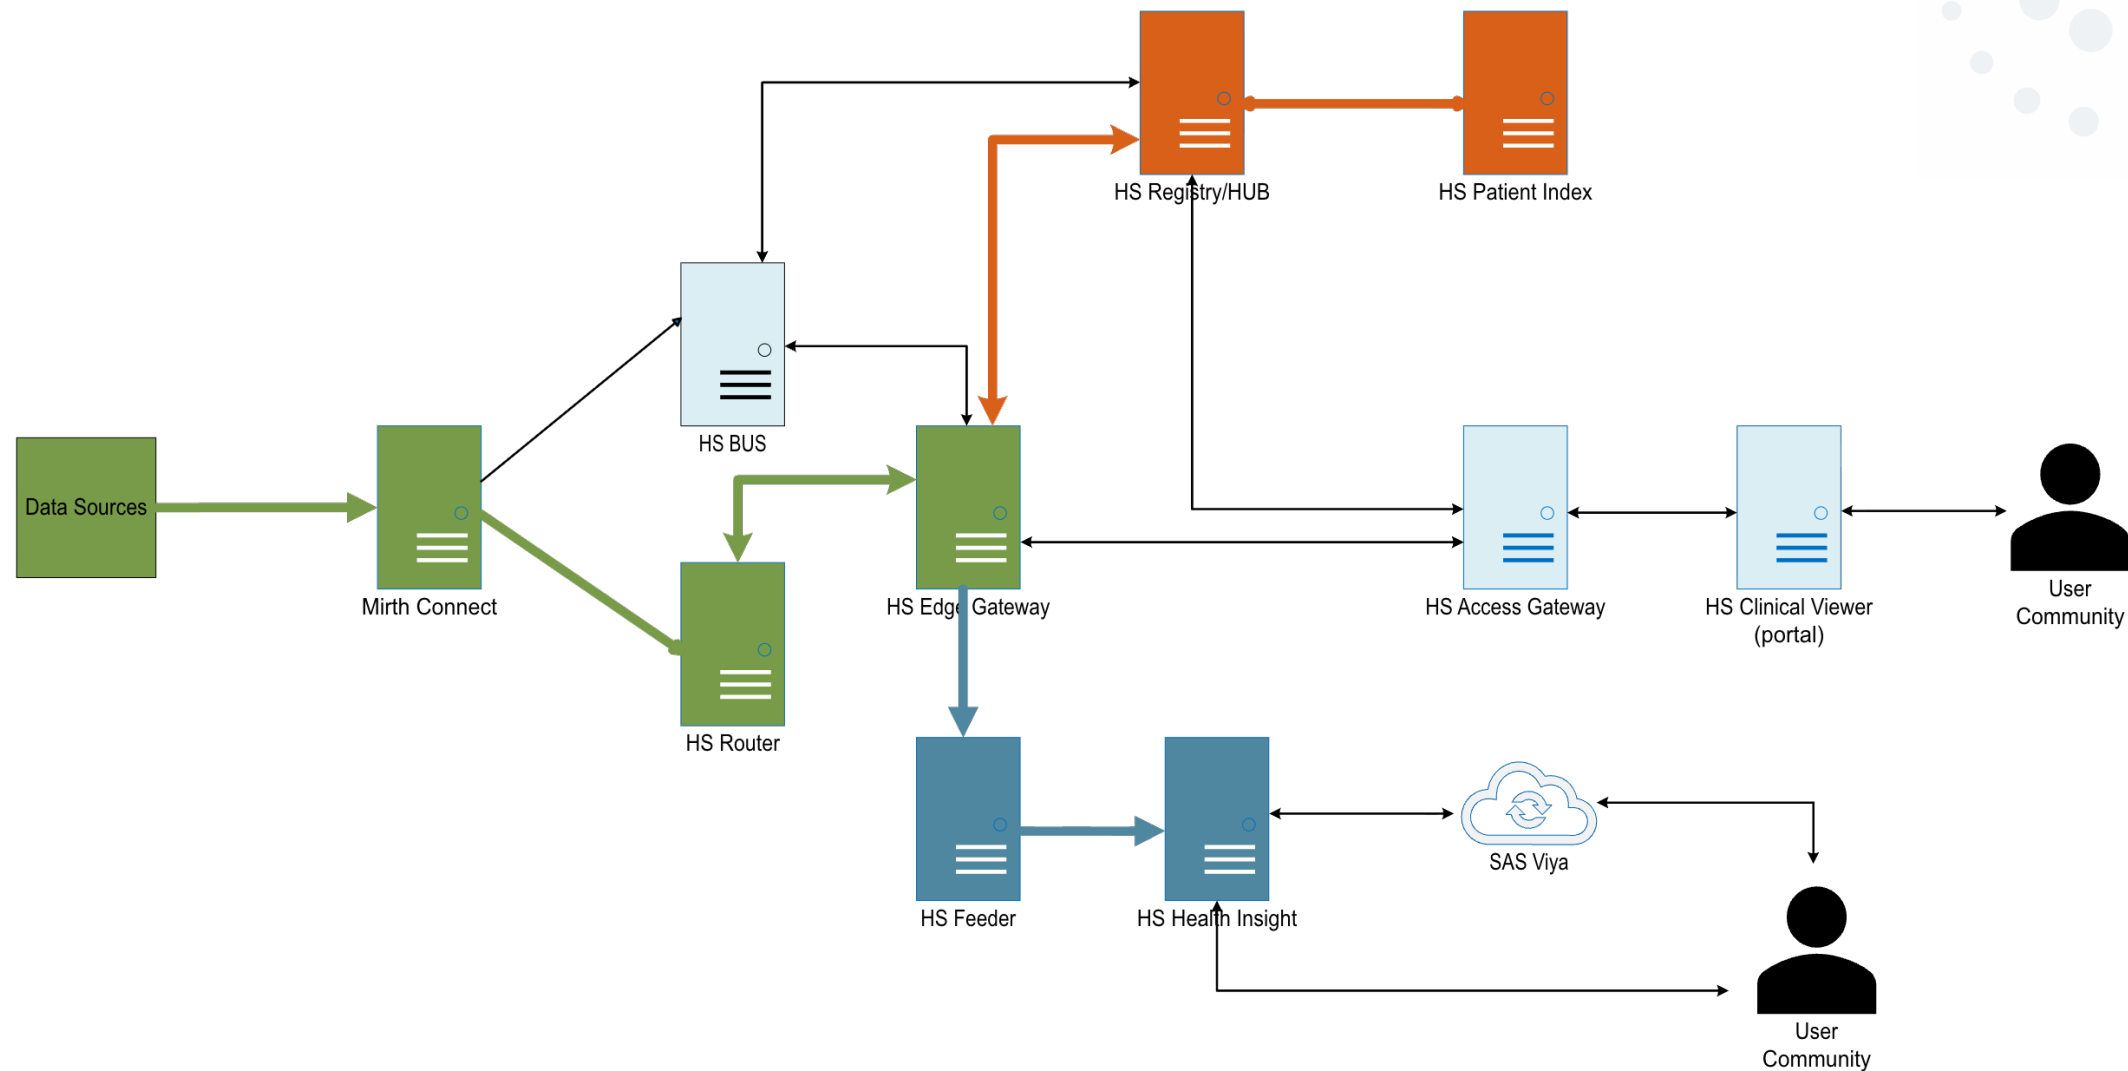 HS Registry/HUB
HS Patient Index
HS BUS
Data Sources
Mirth Connect
HS Edge Gateway
HS Access Gateway
HS Clinical Viewer
(portal)
User
Community
HS Router
SAS Viya
HS Feeder
HS Health Insight
User
Community